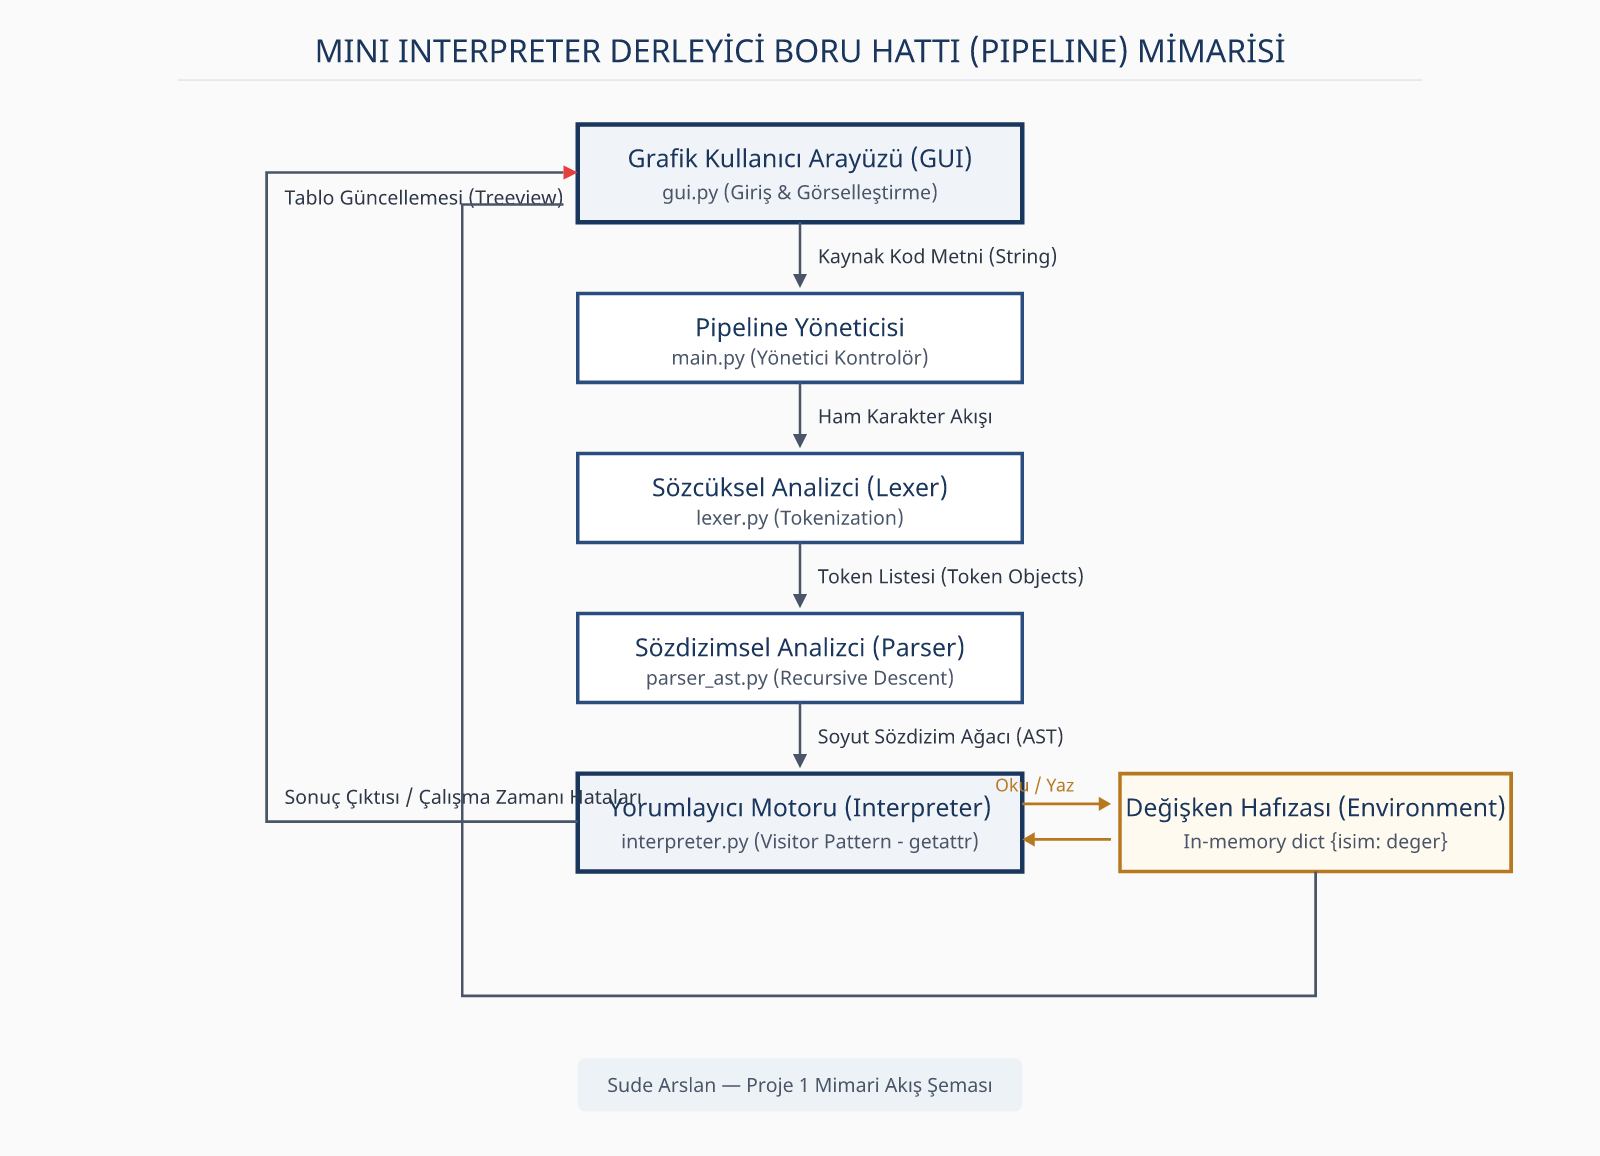 MINI INTERPRETER DERLEYİCİ BORU HATTI (PIPELINE) MİMARİSİ
Grafik Kullanıcı Arayüzü (GUI)
gui.py (Giriş & Görselleştirme)
Tablo Güncellemesi (Treeview)
Kaynak Kod Metni (String)
Pipeline Yöneticisi
main.py (Yönetici Kontrolör)
Ham Karakter Akışı
Sözcüksel Analizci (Lexer)
lexer.py (Tokenization)
Token Listesi (Token Objects)
Sözdizimsel Analizci (Parser)
parser_ast.py (Recursive Descent)
Soyut Sözdizim Ağacı (AST)
Sonuç Çıktısı / Çalışma Zamanı Hataları
Yorumlayıcı Motoru (Interpreter)
interpreter.py (Visitor Pattern - getattr)
Oku / Yaz
Değişken Hafızası (Environment)
In-memory dict {isim: deger}
Sude Arslan — Proje 1 Mimari Akış Şeması